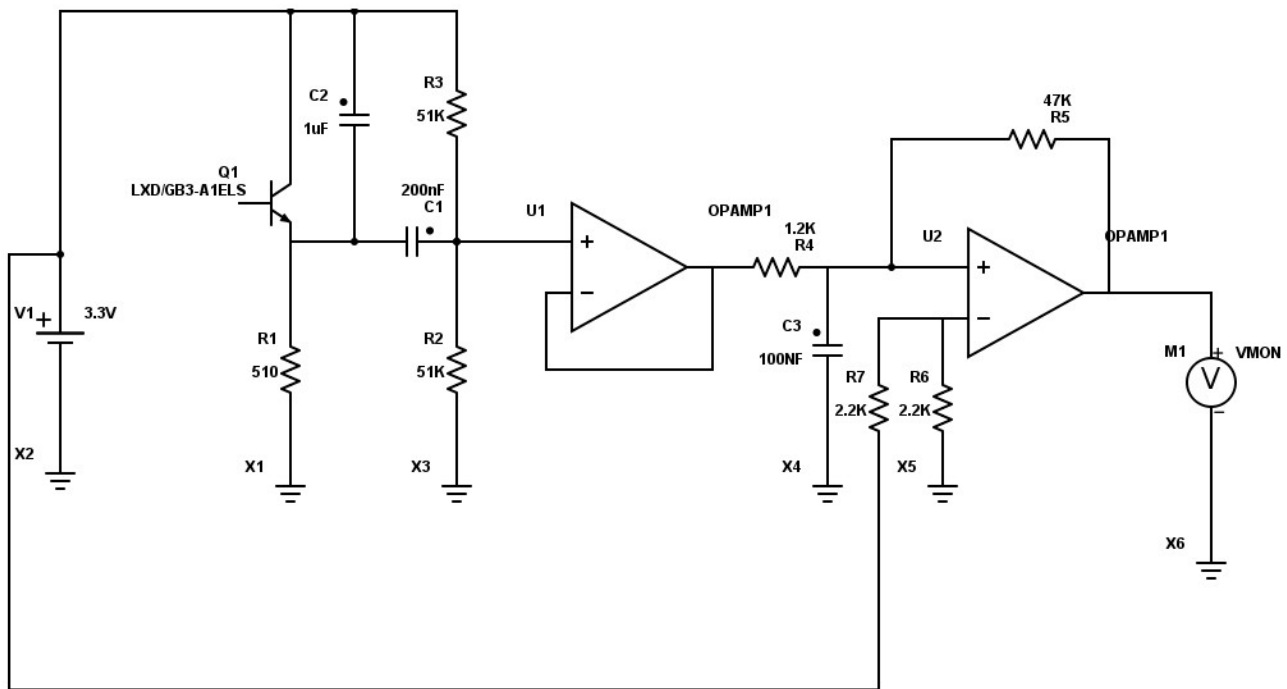 R3
51K
C2
1uF
Q1
LXD/GB3-A1ELS
200nF
C1
U1
+
−
OPAMP1
1.2K
R4
47K
R5
U2
+
−
OPAMP1
V1
+
3.3V
R1
510
R2
51K
C3
100NF
R7
2.2K
R6
2.2K
M1
+
V
−
VMON
X2
X1
X3
X4
X5
X6